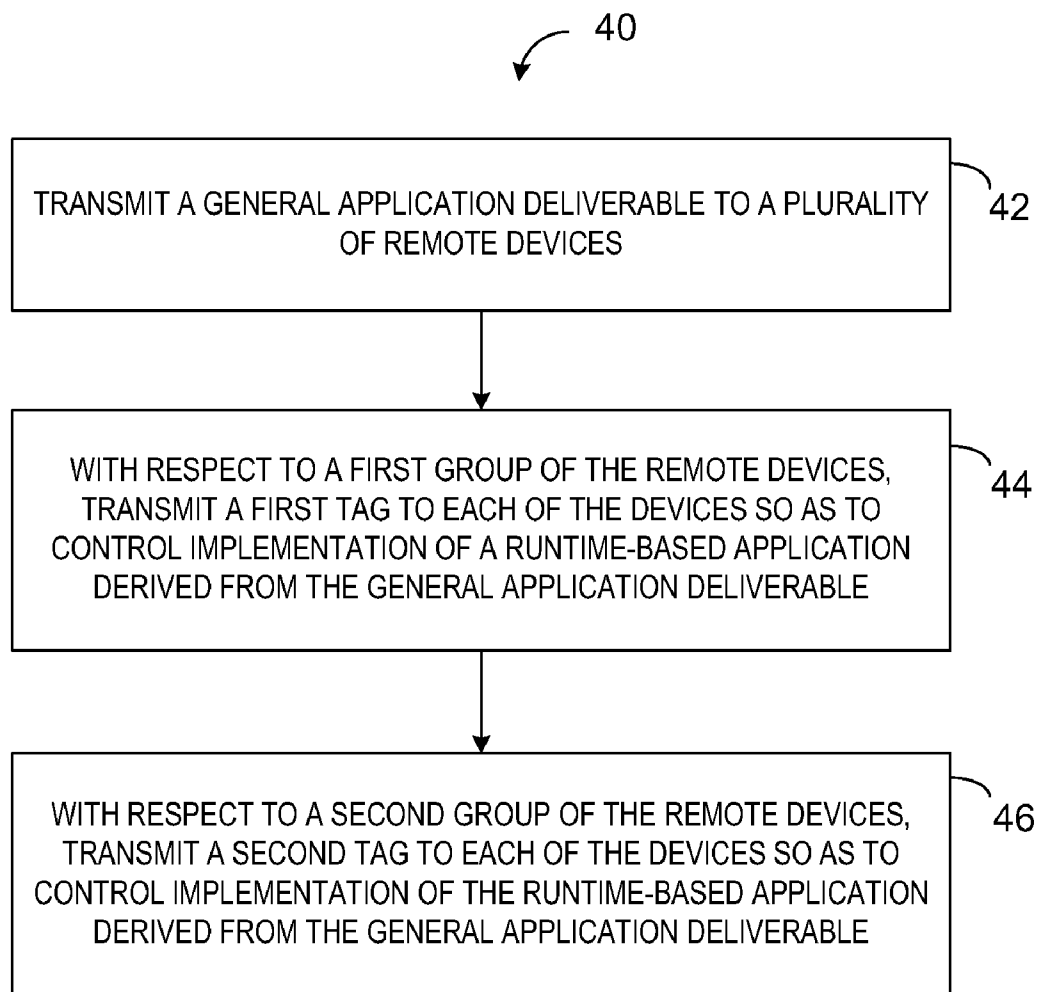 40
TRANSMIT A GENERAL APPLICATION DELIVERABLE TO A PLURALITY
OF REMOTE DEVICES
42
WITH RESPECT TO A FIRST GROUP OF THE REMOTE DEVICES,
TRANSMIT A FIRST TAG TO EACH OF THE DEVICES SO AS TO
CONTROL IMPLEMENTATION OF A RUNTIME-BASED APPLICATION
DERIVED FROM THE GENERAL APPLICATION DELIVERABLE
44
WITH RESPECT TO A SECOND GROUP OF THE REMOTE DEVICES,
TRANSMIT A SECOND TAG TO EACH OF THE DEVICES SO AS TO
CONTROL IMPLEMENTATION OF THE RUNTIME-BASED APPLICATION
DERIVED FROM THE GENERAL APPLICATION DELIVERABLE
46